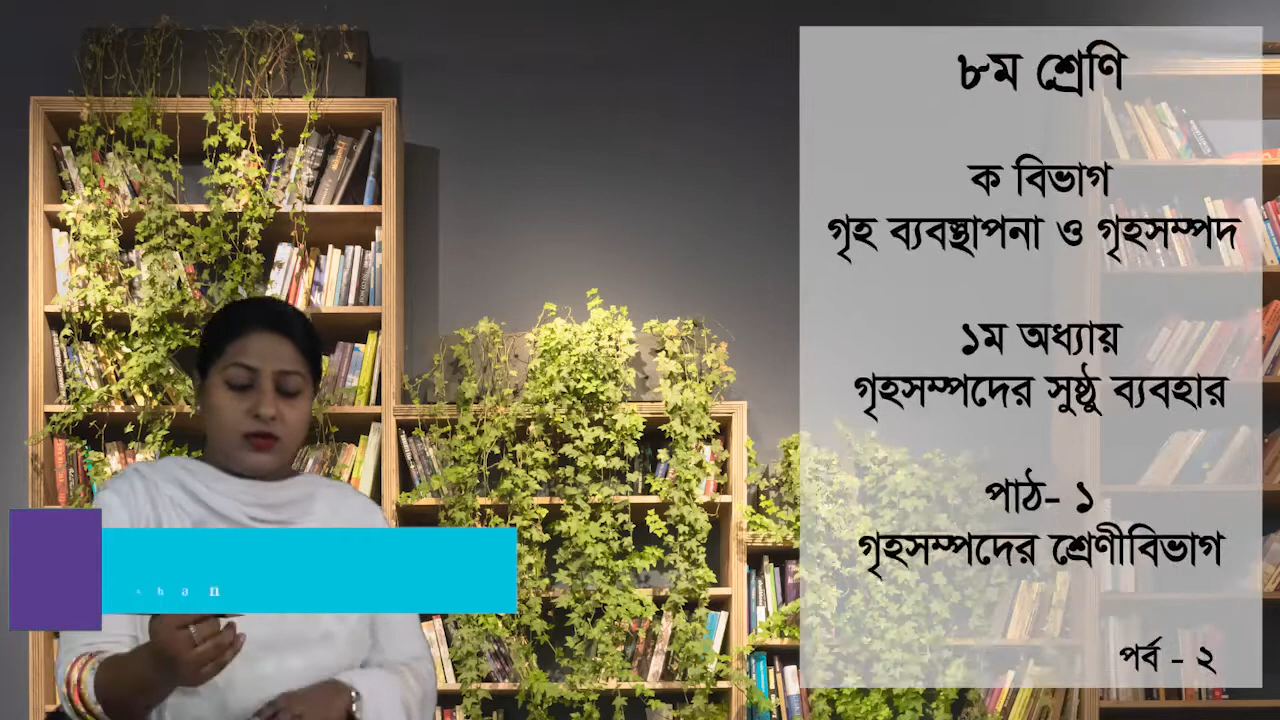 ৮ম শ্রেণি
ক বিভাগ
গৃহ ব্যবস্থাপনা ও গৃহসম্পদ
১ম অধ্যায়
গৃহসম্পদের সুষ্ঠু ব্যবহার
পাঠ- ১
গৃহসম্পদের শ্রেণীবিভাগ
পর্ব - ২